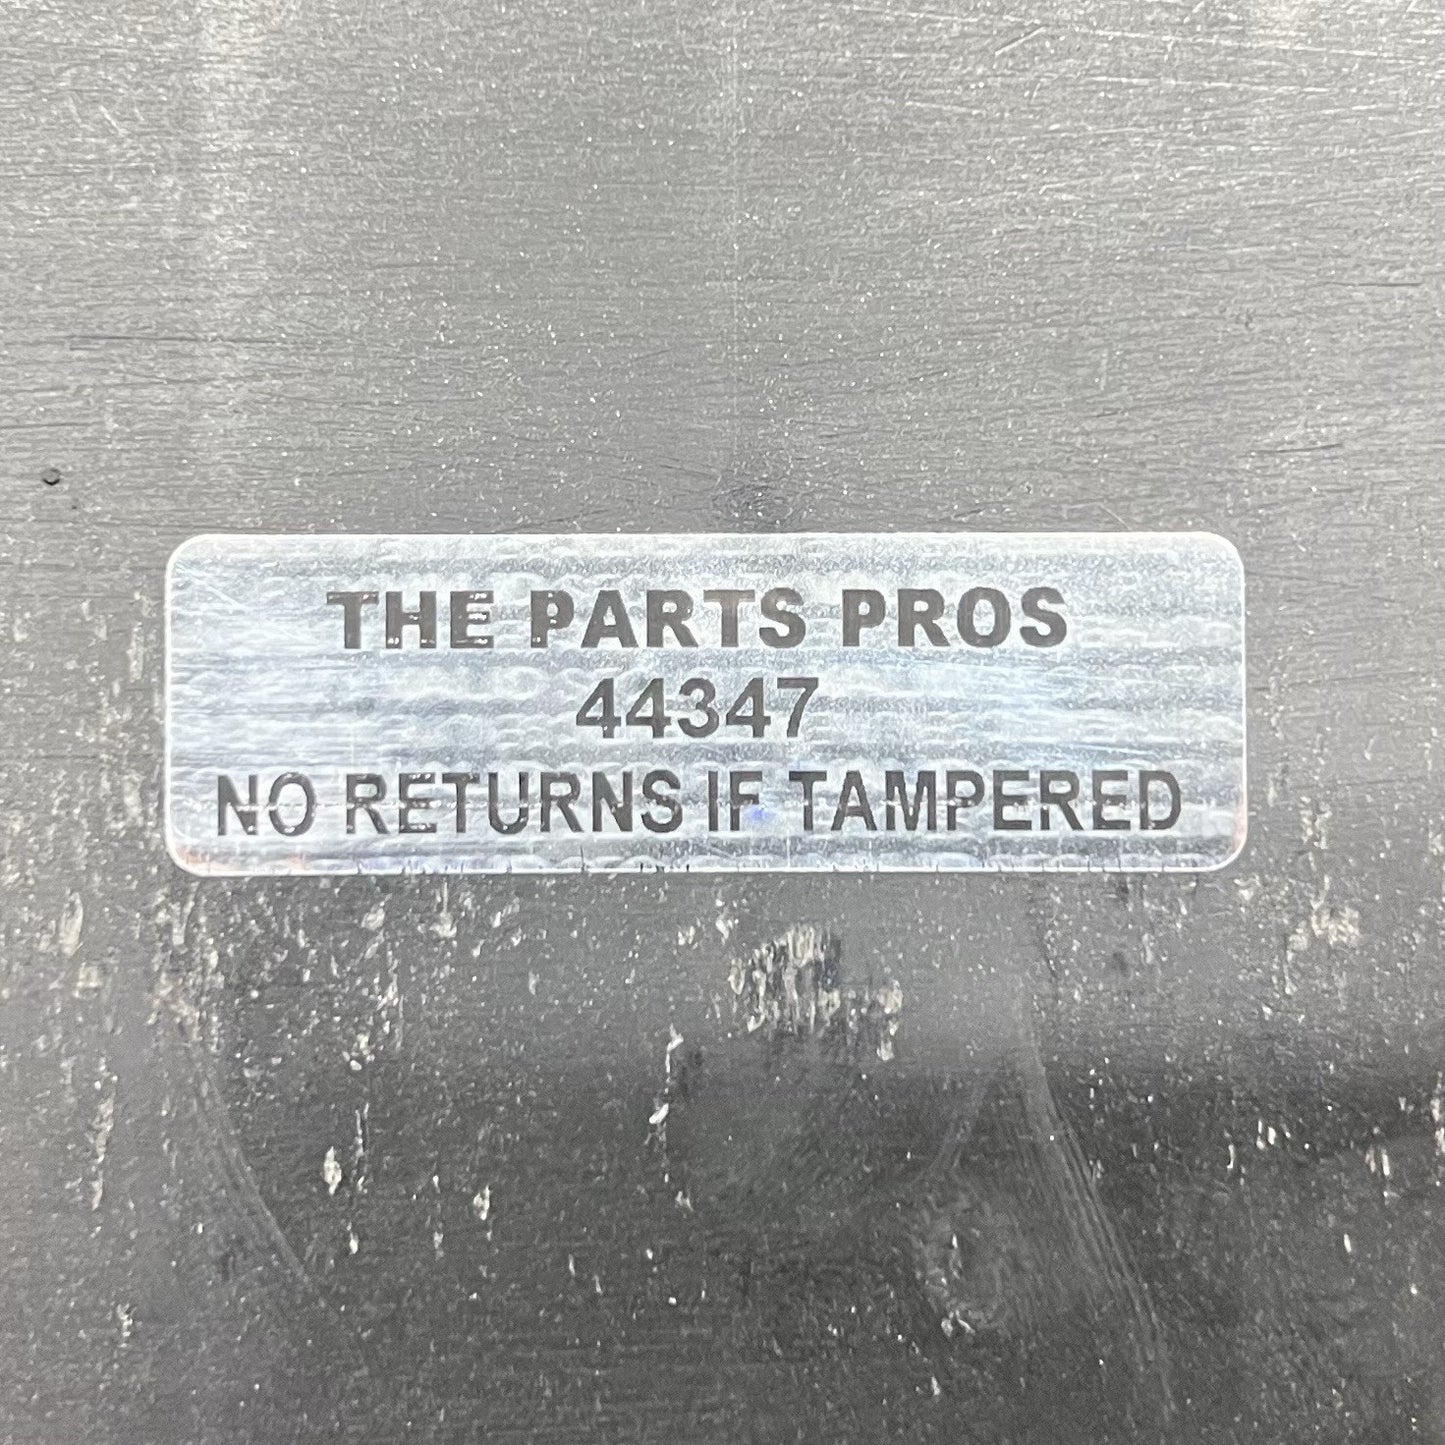 THE PARTS PROS
44347
NO RETURNS IF TAMPERED